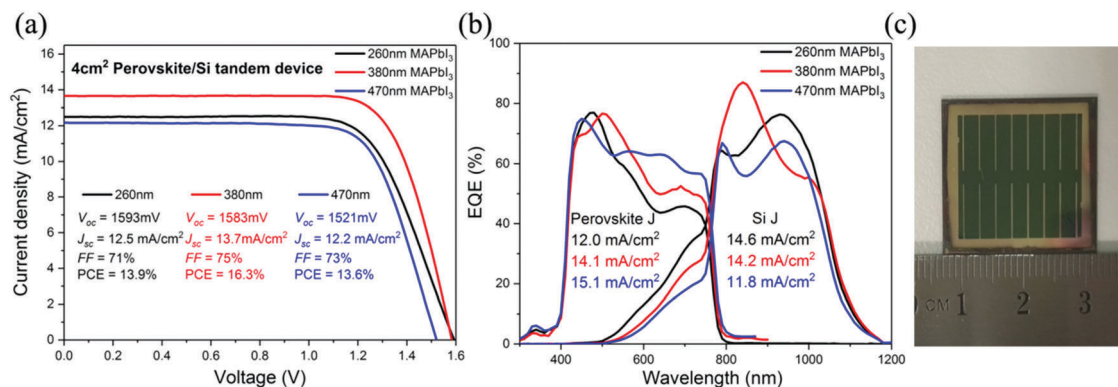 (a)
4cm² Perovskite/Si tandem device
260nm MAPbI₃
380nm MAPbI₃
470nm MAPbI₃
Current density (mA/cm²)
16
14
12
10
8
6
4
2
0
260nm
380nm
470nm
Voc = 1593mV
Voc = 1583mV
Voc = 1521mV
Jsc = 12.5 mA/cm²
Jsc = 13.7mA/cm²
Jsc = 12.2 mA/cm²
FF = 71%
FF = 75%
FF = 73%
PCE = 13.9%
PCE = 16.3%
PCE = 13.6%
0.0 0.2 0.4 0.6 0.8 1.0 1.2 1.4 1.6
Voltage (V)
(b)
260nm MAPbI₃
380nm MAPbI₃
470nm MAPbI₃
EQE (%)
100
80
60
40
20
0
Perovskite J
12.0 mA/cm²
14.1 mA/cm²
15.1 mA/cm²
Si J
14.6 mA/cm²
14.2 mA/cm²
11.8 mA/cm²
400 600 800 1000 1200
Wavelength (nm)
(c)
CM 1 2 3